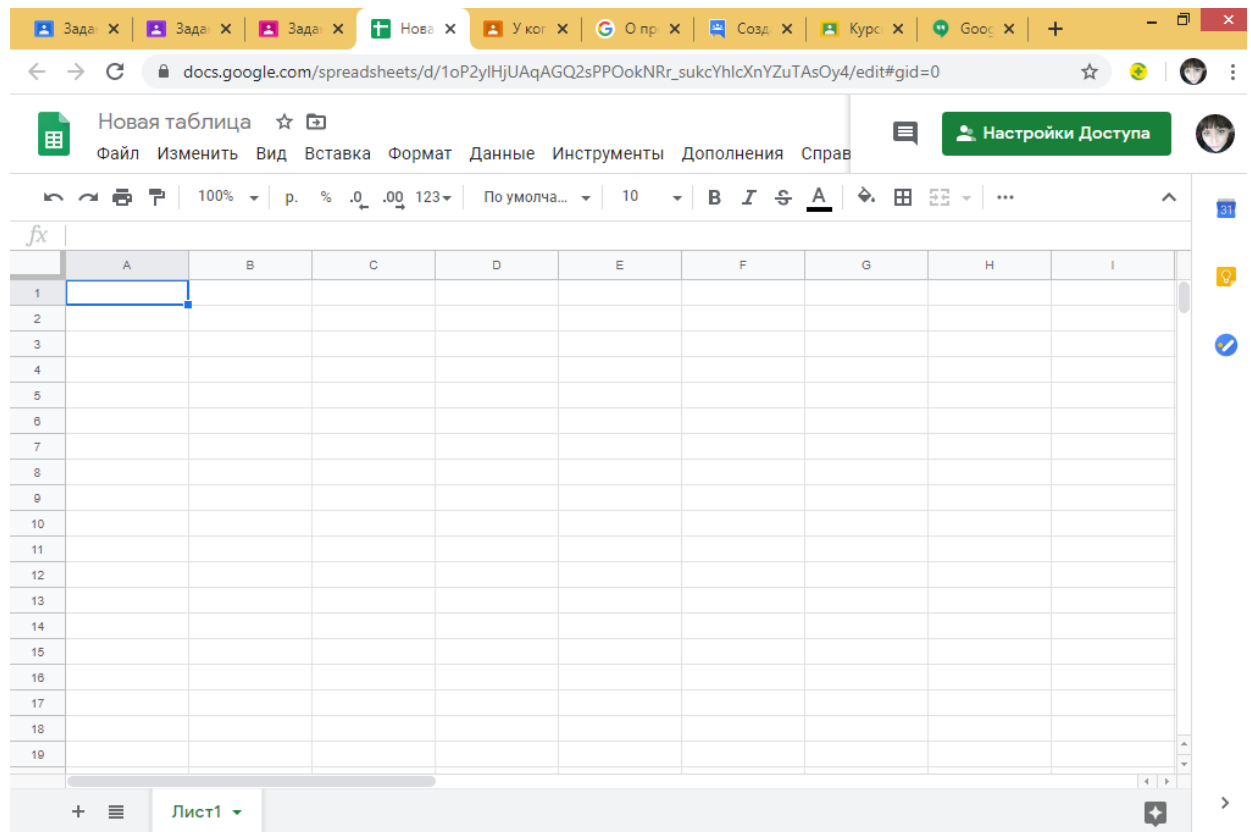 Зада Зада Зада Нова У ког О пр Созд Курс Goog
docs.google.com/spreadsheets/d/1oP2ylHjUAqAGQ2sPPOokNRr_sukcYhlcXnYZuTAsOy4/edit#gid=0
Новая таблица
Настройки Доступа
Файл Изменить Вид Вставка Формат Данные Инструменты Дополнения Справ
100% р. % .0 .00 123 По умолча... 10 B I S A ...
31
fx
A B C D E F G H I
1
2
3
4
5
6
7
8
9
10
11
12
13
14
15
16
17
18
19
Лист1